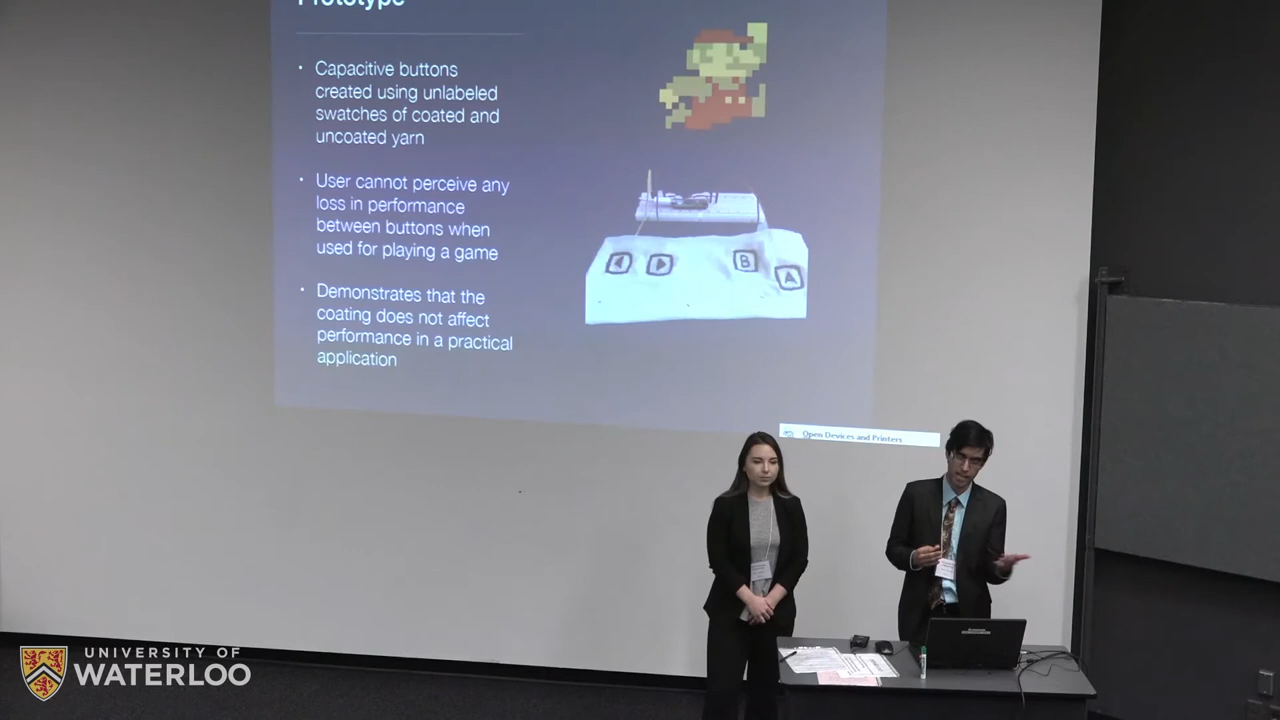 Prototype
• Capacitive buttons
created using unlabeled
swatches of coated and
uncoated yarn
• User cannot perceive any
loss in performance
between buttons when
used for playing a game
• Demonstrates that the
coating does not affect
performance in a practical
application
B
A
Open Devices and Printers
UNIVERSITY OF
WATERLOO